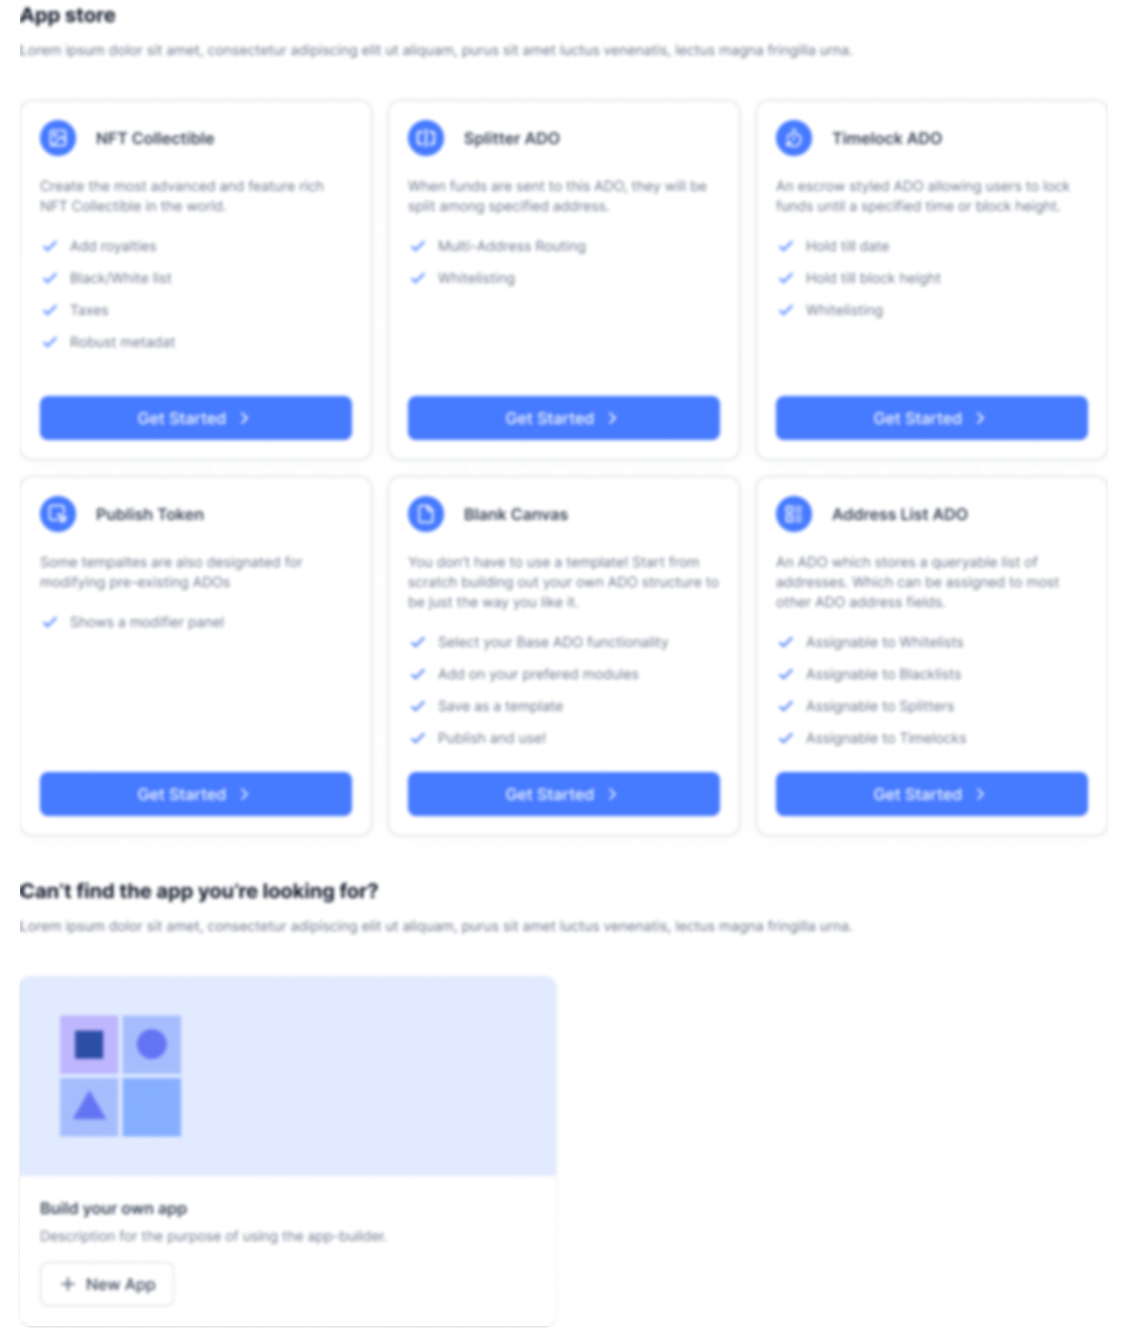 App store
Lorem ipsum dolor sit amet, consectetur adipiscing elit ut aliquam, purus sit amet luctus venenatis, lectus magna fringilla urna.
NFT Collectible
Create the most advanced and feature rich
NFT Collectible in the world.
Add royalties
Black/White list
Taxes
Robust metadat
Get Started
Splitter ADO
When funds are sent to this ADO, they will be
split among specified address.
Multi-Address Routing
Whitelisting
Get Started
Timelock ADO
An escrow styled ADO allowing users to lock
funds until a specified time or block height.
Hold till date
Hold till block height
Whitelisting
Get Started
Publish Token
Some tempaltes are also designated for
modifying pre-existing ADOs
Shows a modifier panel
Get Started
Blank Canvas
You don't have to use a template! Start from
scratch building out your own ADO structure to
be just the way you like it.
Select your Base ADO functionality
Add on your prefered modules
Save as a template
Publish and use!
Get Started
Address List ADO
An ADO which stores a queryable list of
addresses. Which can be assigned to most
other ADO address fields.
Assignable to Whitelists
Assignable to Blacklists
Assignable to Splitters
Assignable to Timelocks
Get Started
Can't find the app you're looking for?
Lorem ipsum dolor sit amet, consectetur adipiscing elit ut aliquam, purus sit amet luctus venenatis, lectus magna fringilla urna.
Build your own app
Description for the purpose of using the app-builder.
New App